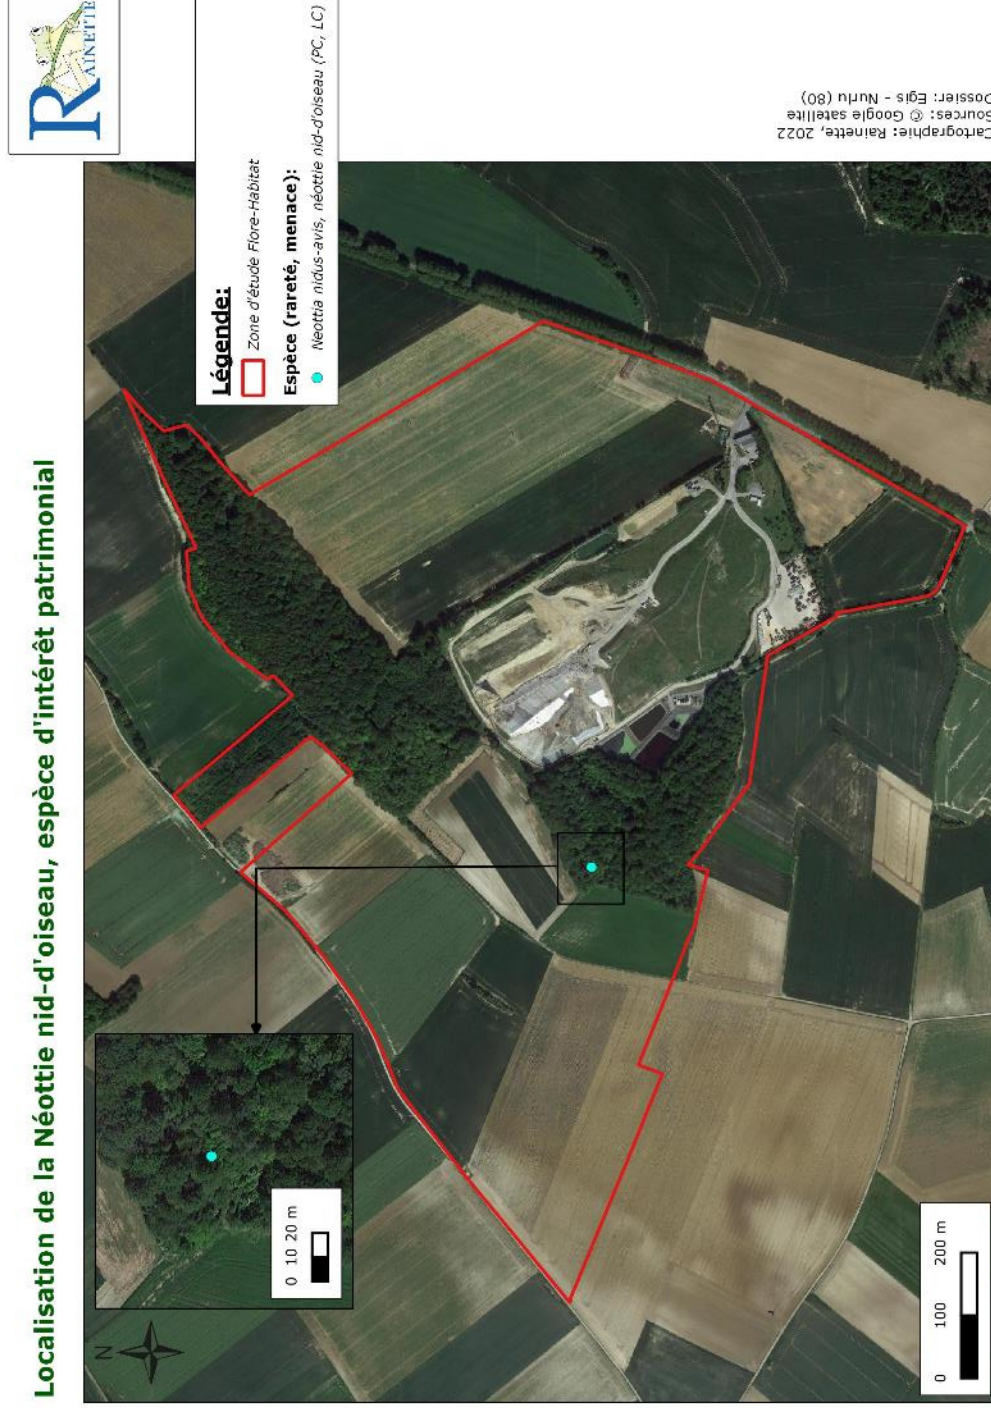 Localisation de la Néottie nid-d'oiseau, espèce d'intérêt patrimonial
RAINETTE
Légende:
Zone d'étude Flore-Habitat
Espèce (rareté, menace):
Neottia nidus-avis, néottie nid-d'oiseau (PC, LC)
N
0 10 20 m
0 100 200 m
Cartographie: Rainette, 2022
Sources: © Google satellite
Dossier: Egis - Nurlu (80)